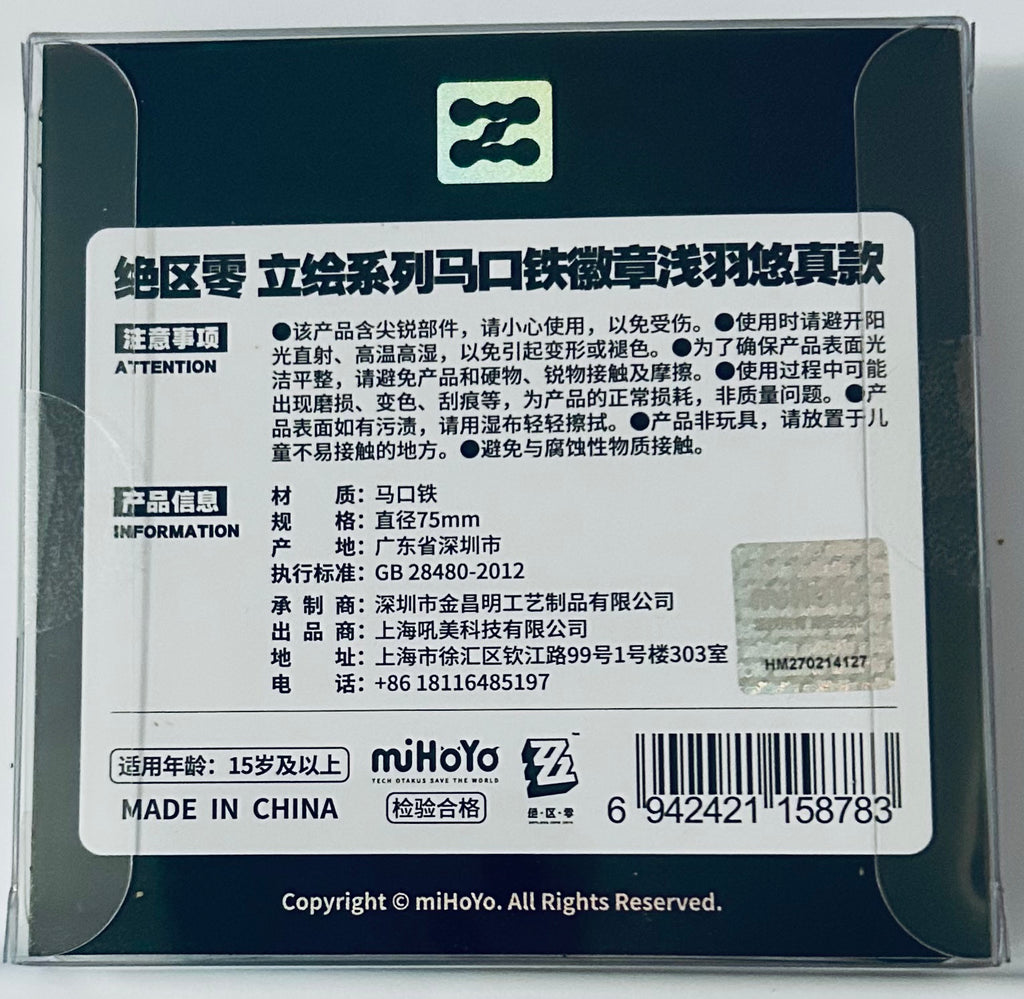 绝区零 立绘系列马口铁徽章浅羽悠真款
注意事项
ATTENTION
●该产品含尖锐部件，请小心使用，以免受伤。●使用时请避开阳
光直射、高温高湿，以免引起变形或褪色。●为了确保产品表面光
洁平整，请避免产品和硬物、锐物接触及摩擦。●使用过程中可能
出现磨损、变色、刮痕等，为产品的正常损耗，非质量问题。●产
品表面如有污渍，请用湿布轻轻擦拭。●产品非玩具，请放置于儿
童不易接触的地方。●避免与腐蚀性物质接触。
产品信息
INFORMATION
材 质：马口铁
规 格：直径75mm
产 地：广东省深圳市
执行标准：GB 28480-2012
承 制 商：深圳市金昌明工艺制品有限公司
出 品 商：上海吼美科技有限公司
地 址：上海市徐汇区钦江路99号1号楼303室
电 话：+86 18116485197
HM270214127
适用年龄：15岁及以上
MADE IN CHINA
miHoYo
TECH OTAKUS SAVE THE WORLD
检验合格
绝·区·零
6 942421 158783
Copyright © miHoYo. All Rights Reserved.